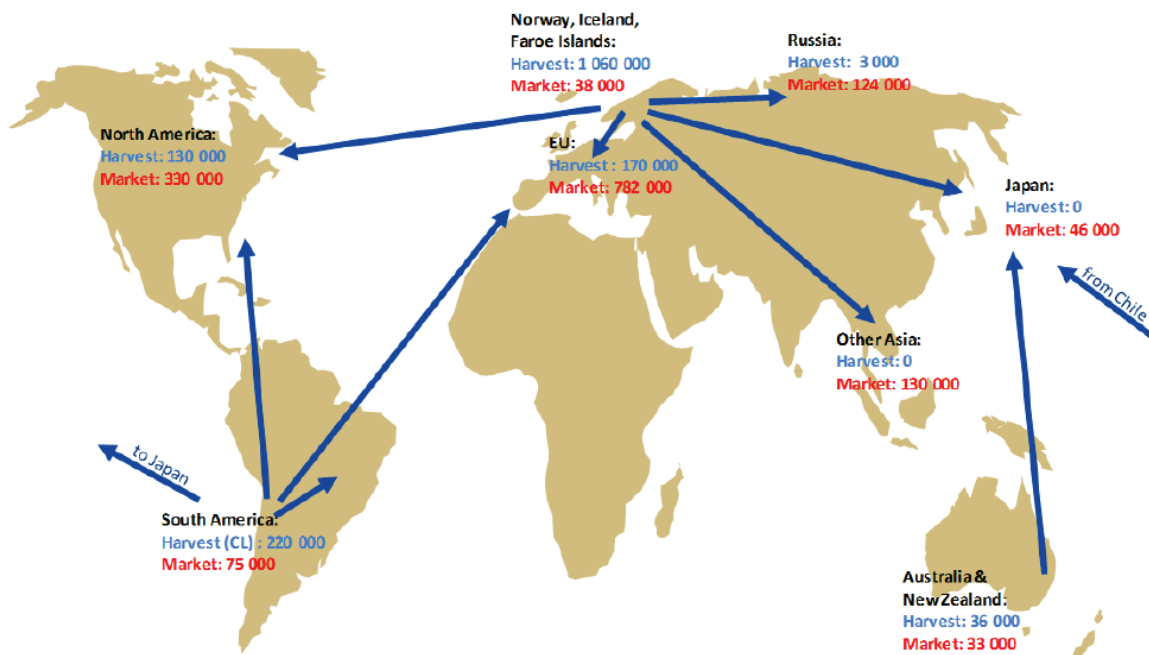 Norway, Iceland,
Faroe Islands:
Harvest: 1 060 000
Market: 38 000
Russia:
Harvest: 3 000
Market: 124 000
North America:
Harvest: 130 000
Market: 330 000
EU:
Harvest : 170 000
Market: 782 000
Japan:
Harvest: 0
Market: 46 000
from Chile
Other Asia:
Harvest: 0
Market: 130 000
to Japan
South America:
Harvest (CL) : 220 000
Market: 75 000
Australia &
New Zealand:
Harvest: 36 000
Market: 33 000